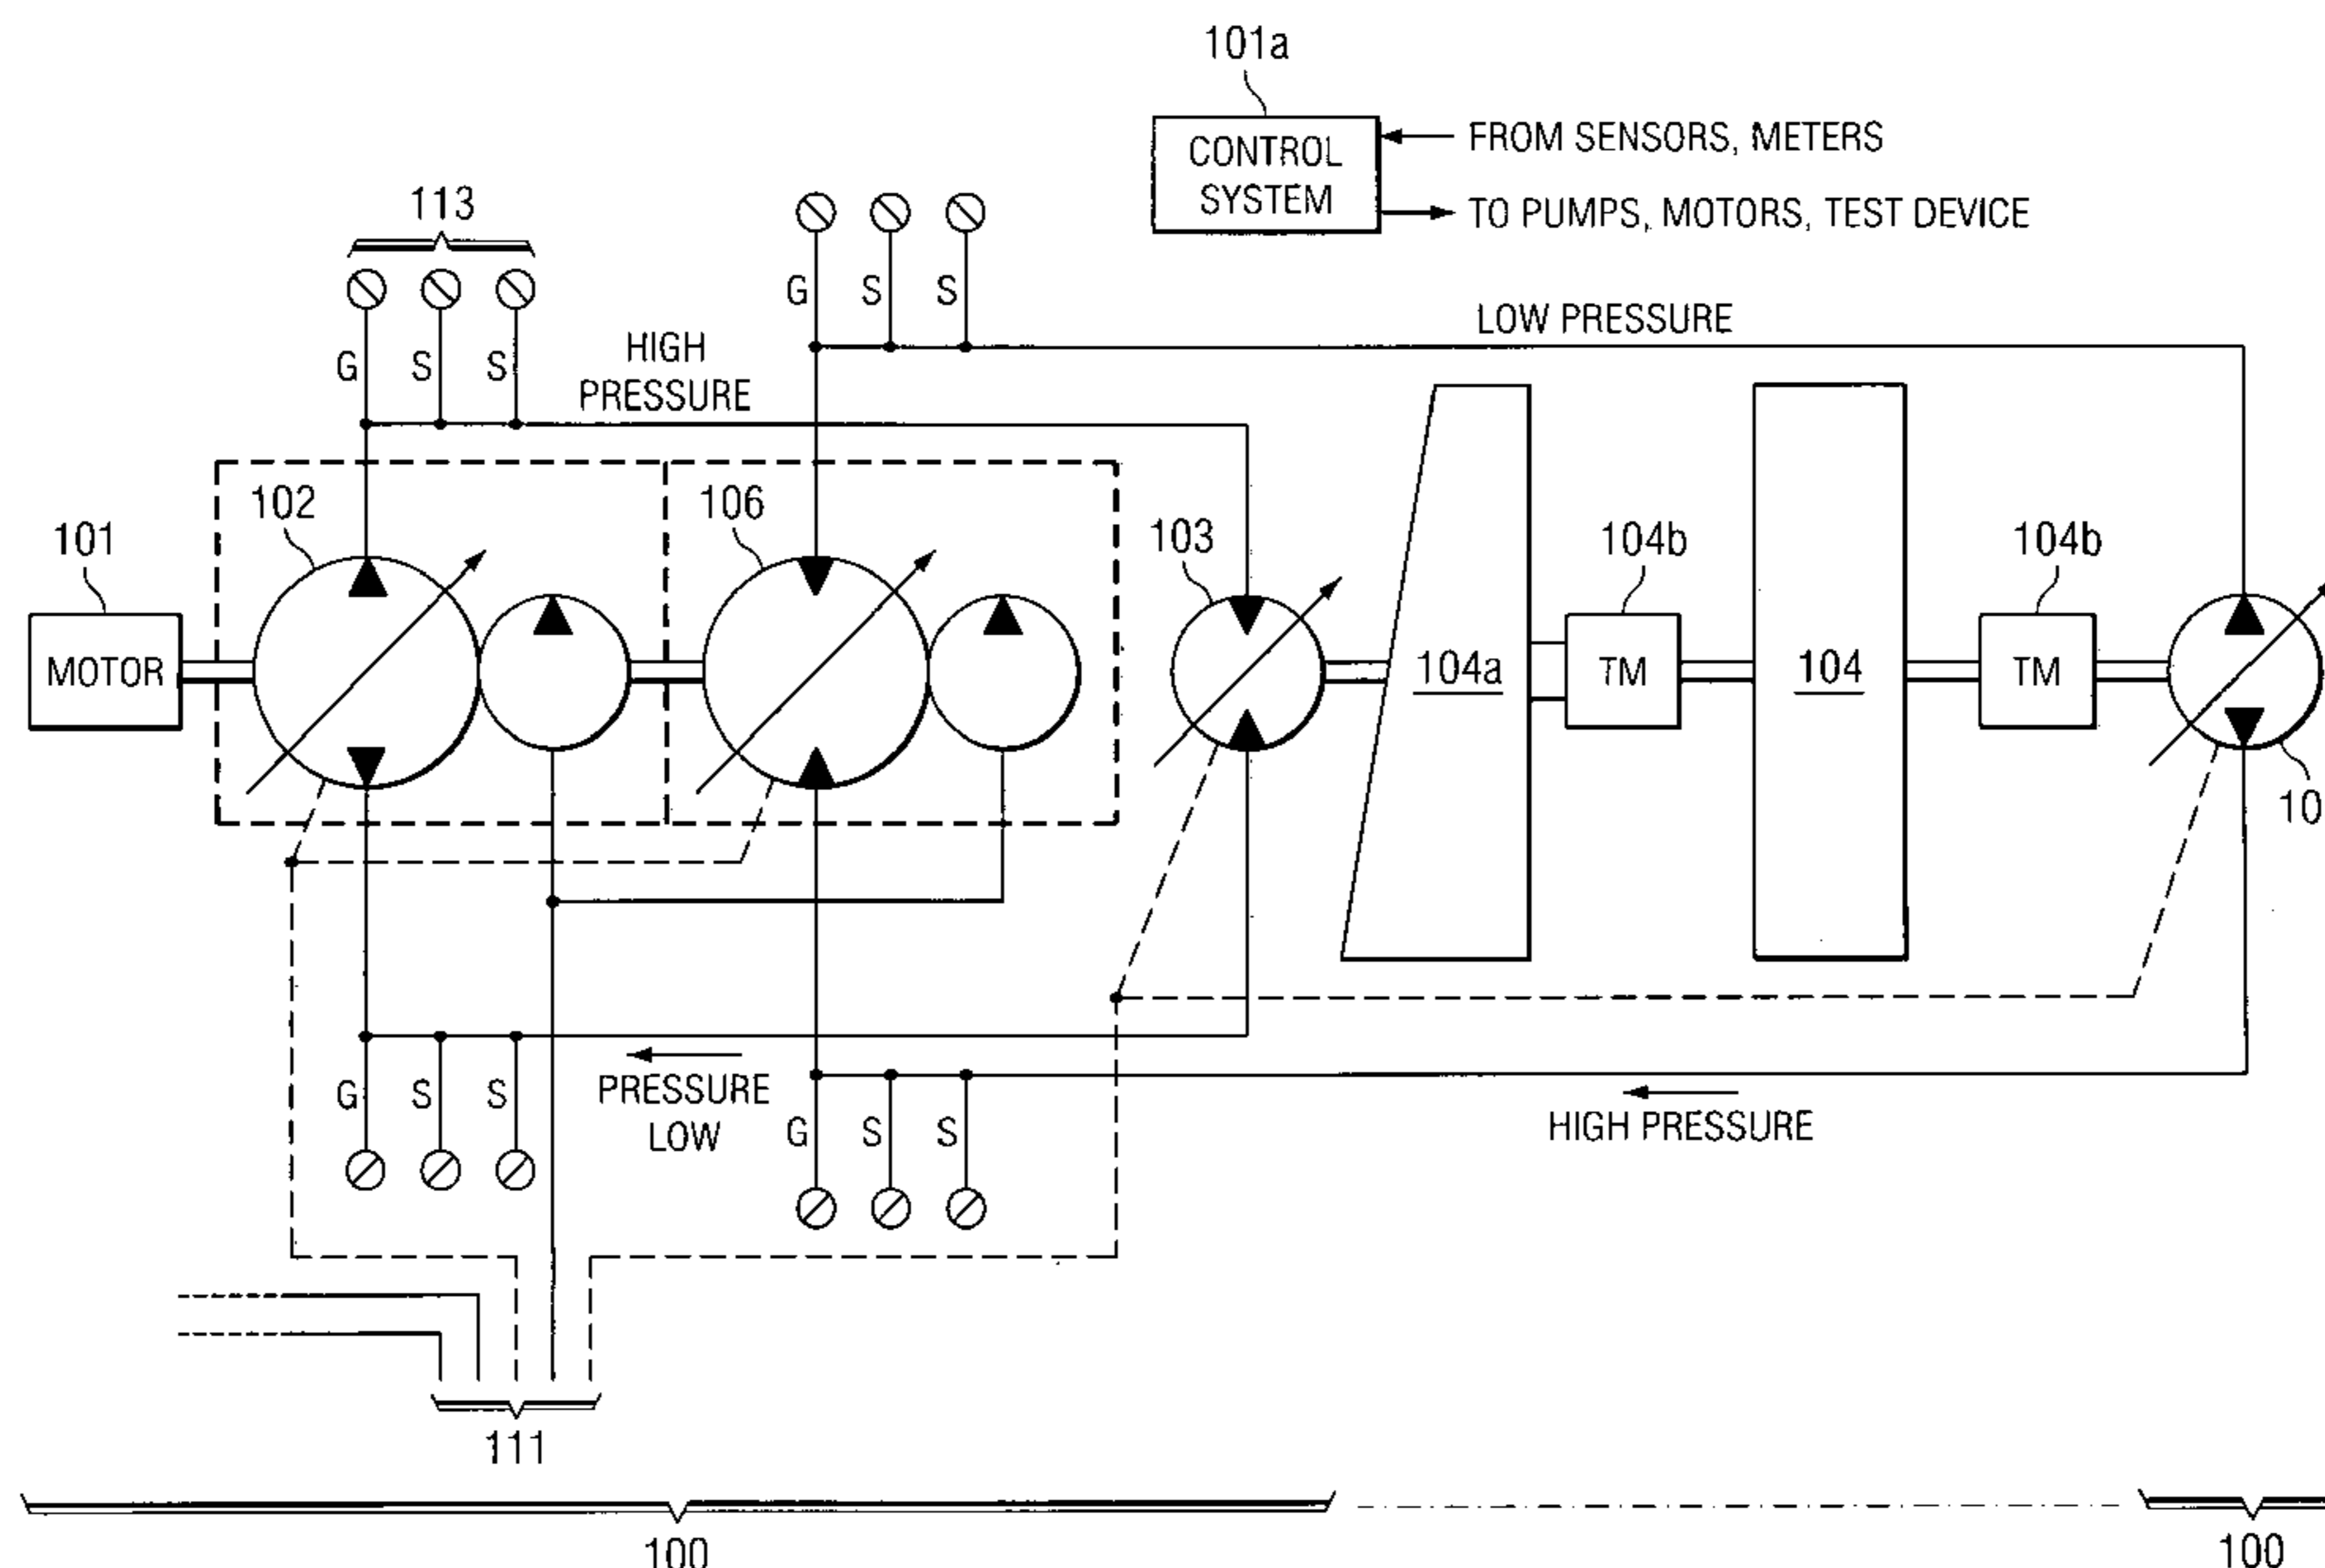 101a
CONTROL
SYSTEM
FROM SENSORS, METERS
TO PUMPS, MOTORS, TEST DEVICE
113
G S S
G S S
HIGH
PRESSURE
LOW PRESSURE
101
102
106
103
104b
104b
MOTOR
104a
TM
104
TM
10
G S S
PRESSURE
LOW
G S S
HIGH PRESSURE
111
100
100